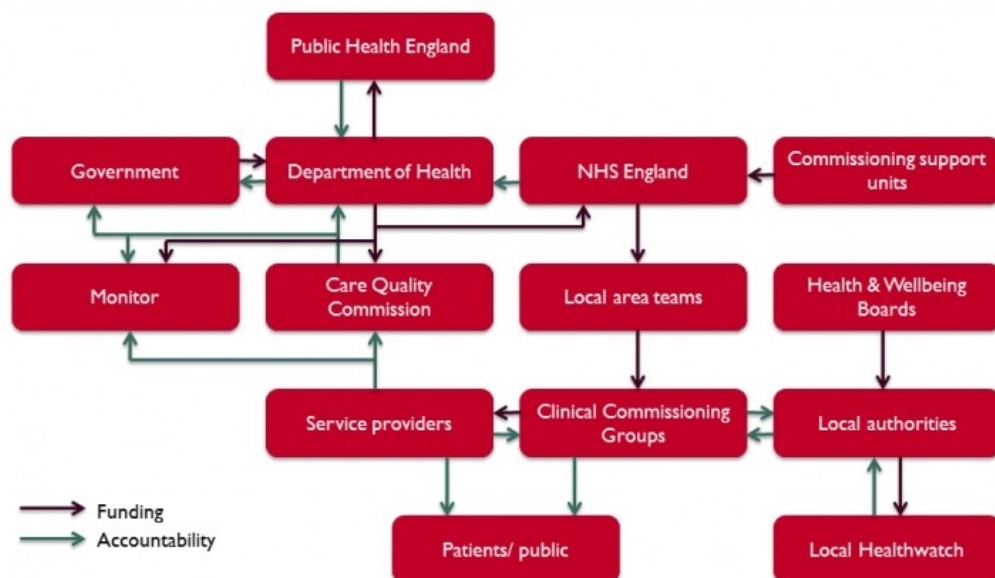 Public Health England
Government
Department of Health
NHS England
Commissioning support
units
Monitor
Care Quality
Commission
Local area teams
Health & Wellbeing
Boards
Service providers
Clinical Commissioning
Groups
Local authorities
Funding
Accountability
Patients/ public
Local Healthwatch